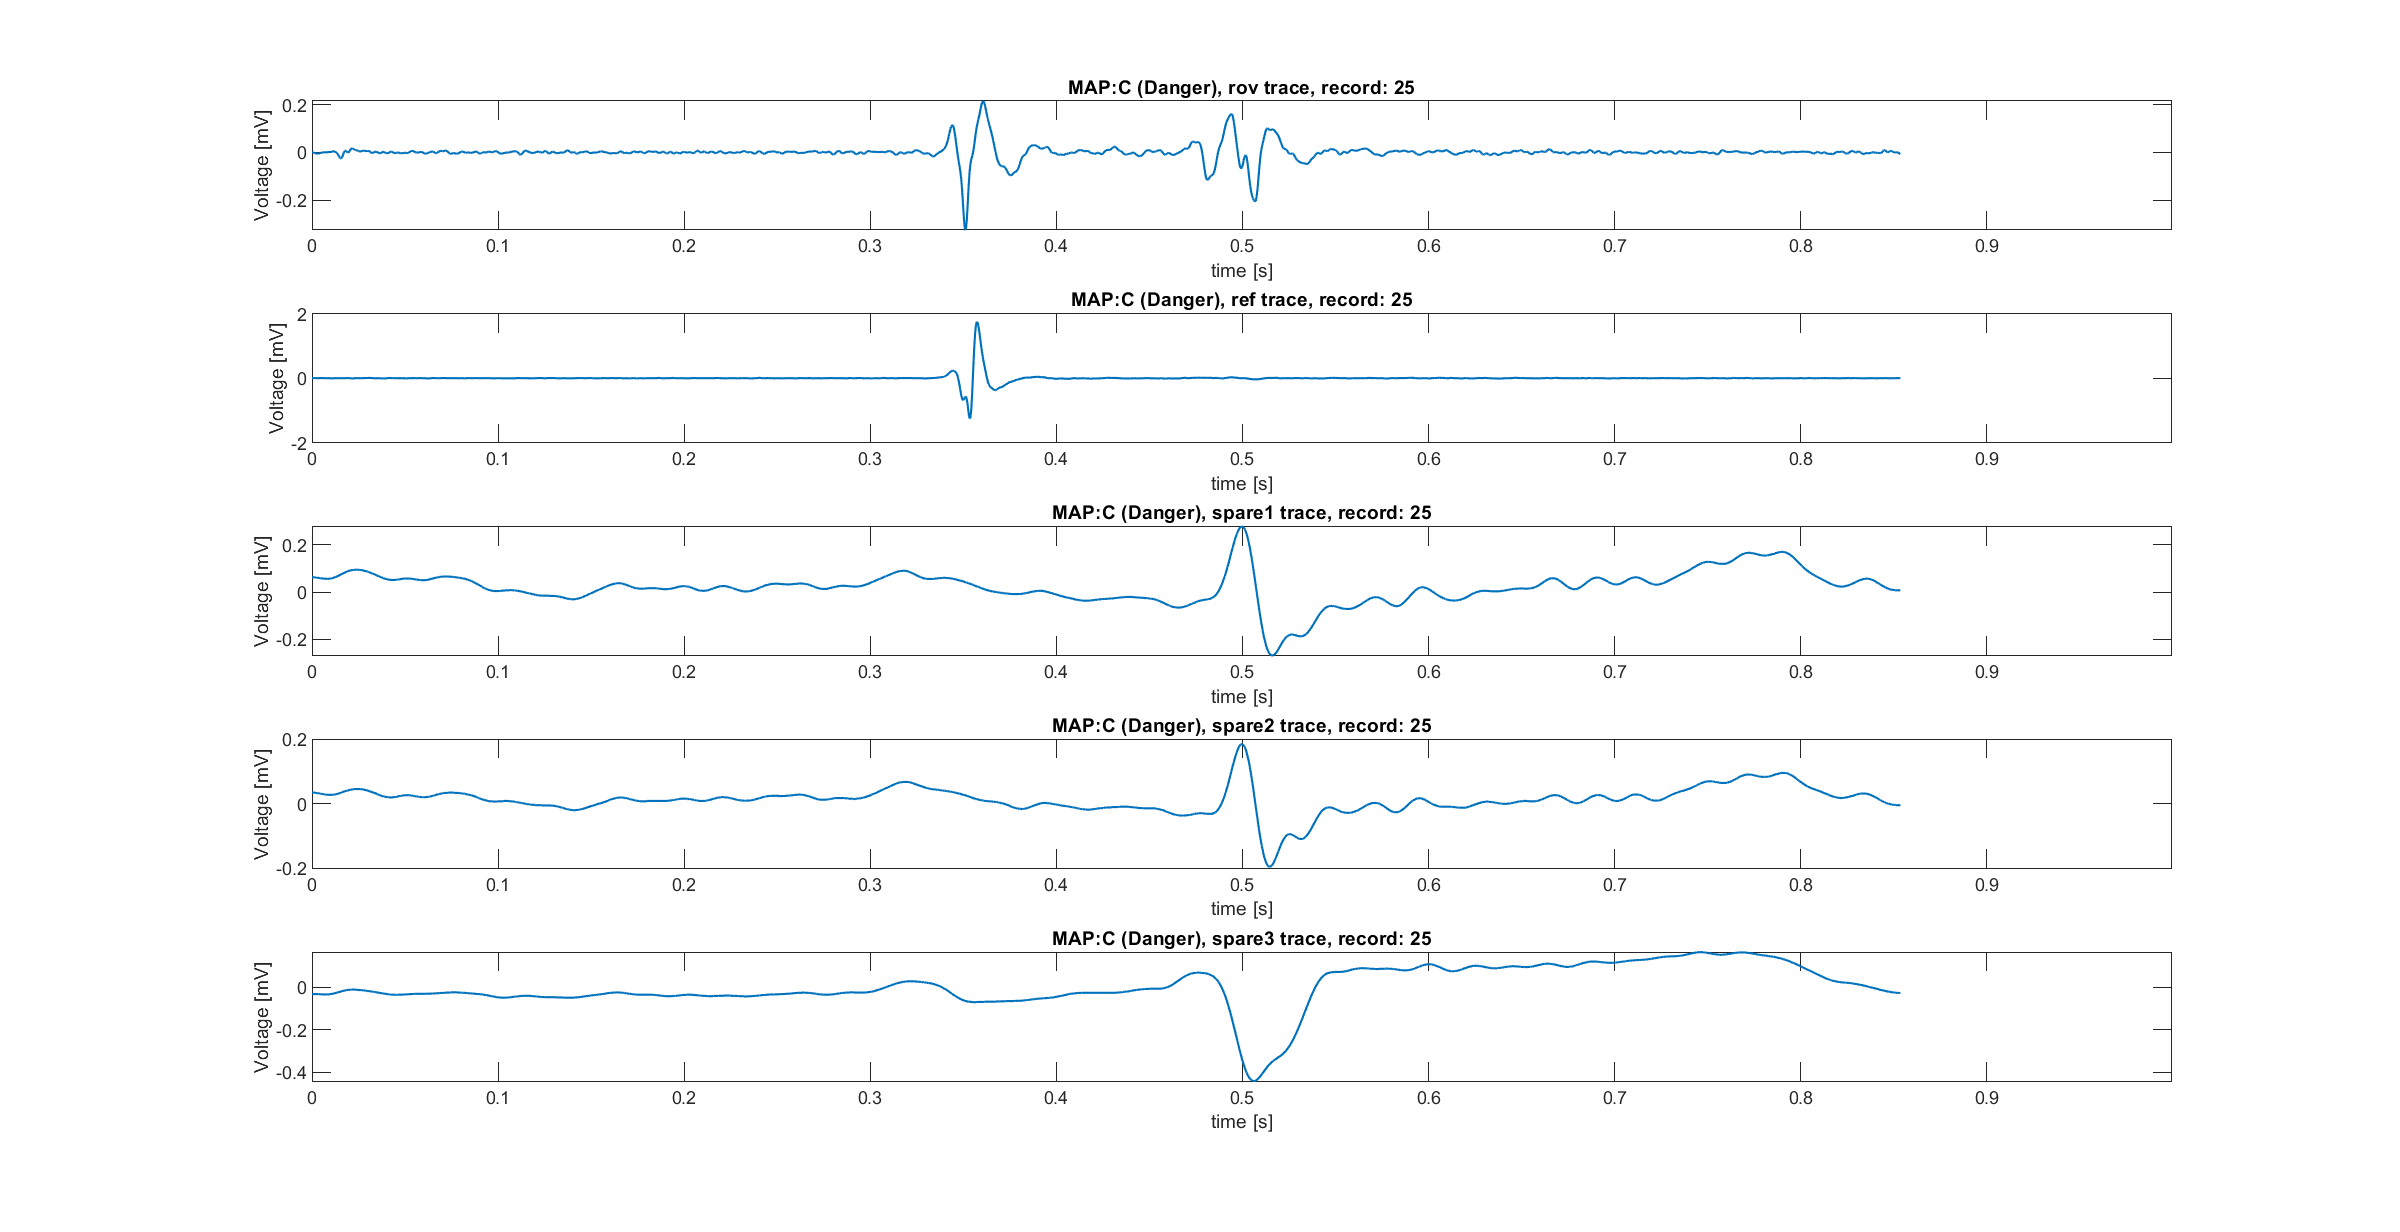 MAP:C (Danger), rov trace, record: 25
Voltage [mV]
0.2
0
-0.2
0 0.1 0.2 0.3 0.4 0.5 0.6 0.7 0.8 0.9
time [s]
MAP:C (Danger), ref trace, record: 25
Voltage [mV]
2
0
-2
0 0.1 0.2 0.3 0.4 0.5 0.6 0.7 0.8 0.9
time [s]
MAP:C (Danger), spare1 trace, record: 25
Voltage [mV]
0.2
0
-0.2
0 0.1 0.2 0.3 0.4 0.5 0.6 0.7 0.8 0.9
time [s]
MAP:C (Danger), spare2 trace, record: 25
Voltage [mV]
0.2
0
-0.2
0 0.1 0.2 0.3 0.4 0.5 0.6 0.7 0.8 0.9
time [s]
MAP:C (Danger), spare3 trace, record: 25
Voltage [mV]
0
-0.2
-0.4
0 0.1 0.2 0.3 0.4 0.5 0.6 0.7 0.8 0.9
time [s]